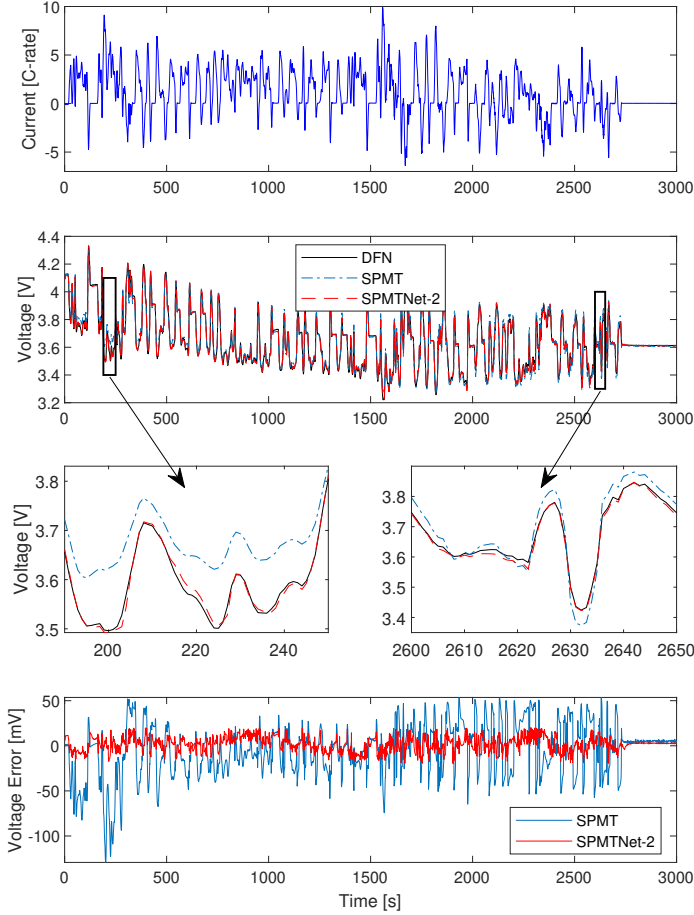 10
5
0
-5
Current [C-rate]
0 500 1000 1500 2000 2500 3000
4.4
4.2
4
3.8
3.6
3.4
3.2
Voltage [V]
DFN
SPMT
SPMTNet-2
0 500 1000 1500 2000 2500 3000
3.8
3.7
3.6
3.5
Voltage [V]
200 220 240
3.8
3.7
3.6
3.5
3.4
2600 2610 2620 2630 2640 2650
50
0
-50
-100
Voltage Error [mV]
SPMT
SPMTNet-2
0 500 1000 1500 2000 2500 3000
Time [s]